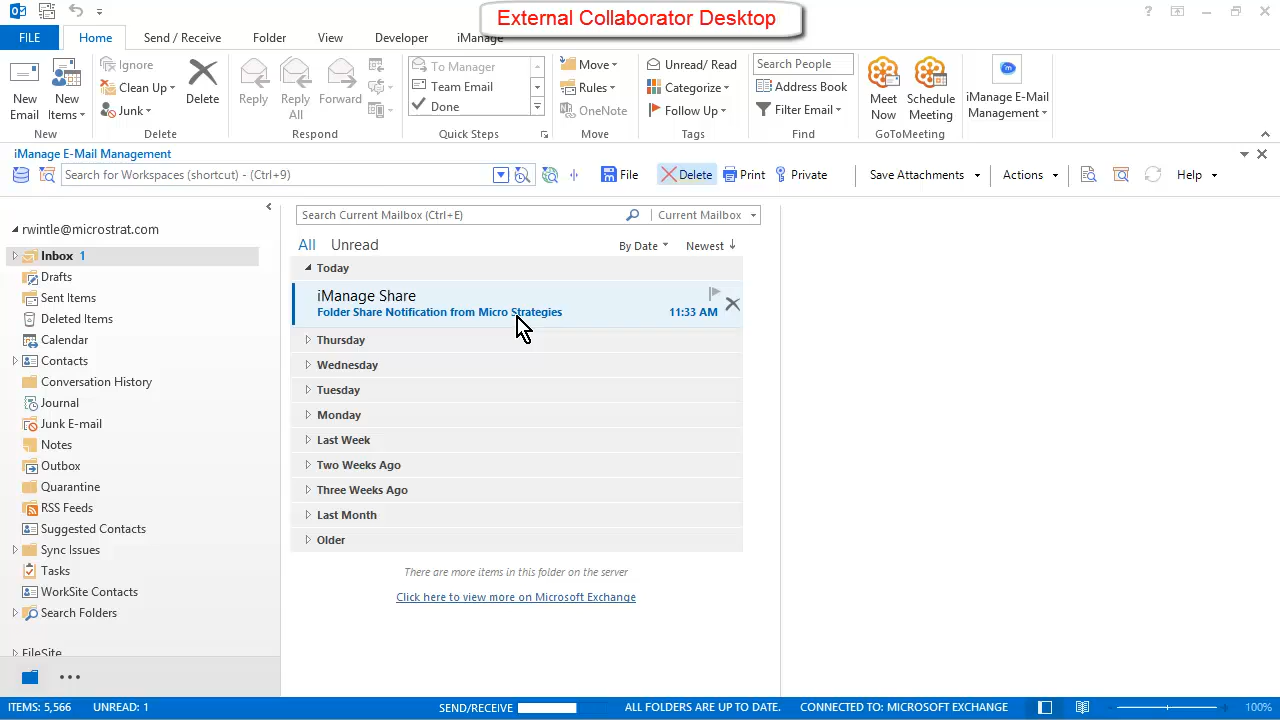 External Collaborator Desktop
FILE
Home
Send / Receive
Folder
View
Developer
iManage
New Email
New Items
New
Ignore
Clean Up
Junk
Delete
Delete
Reply
Reply All
Forward
Respond
To Manager
Team Email
Done
Quick Steps
Move
Rules
OneNote
Move
Unread/ Read
Categorize
Follow Up
Tags
Search People
Address Book
Filter Email
Find
Meet Now
Schedule Meeting
GoToMeeting
iManage E-Mail Management
iManage E-Mail Management
Search for Workspaces (shortcut) - (Ctrl+9)
File
Delete
Print
Private
Save Attachments
Actions
Help
rwintle@microstrat.com
Inbox 1
Drafts
Sent Items
Deleted Items
Calendar
Contacts
Conversation History
Journal
Junk E-mail
Notes
Outbox
Quarantine
RSS Feeds
Suggested Contacts
Sync Issues
Tasks
WorkSite Contacts
Search Folders
FileSite
Search Current Mailbox (Ctrl+E)
Current Mailbox
All
Unread
By Date
Newest
Today
iManage Share
Folder Share Notification from Micro Strategies
11:33 AM
Thursday
Wednesday
Tuesday
Monday
Last Week
Two Weeks Ago
Three Weeks Ago
Last Month
Older
There are more items in this folder on the server
Click here to view more on Microsoft Exchange
ITEMS: 5,566
UNREAD: 1
SEND/RECEIVE
ALL FOLDERS ARE UP TO DATE.
CONNECTED TO: MICROSOFT EXCHANGE
100%